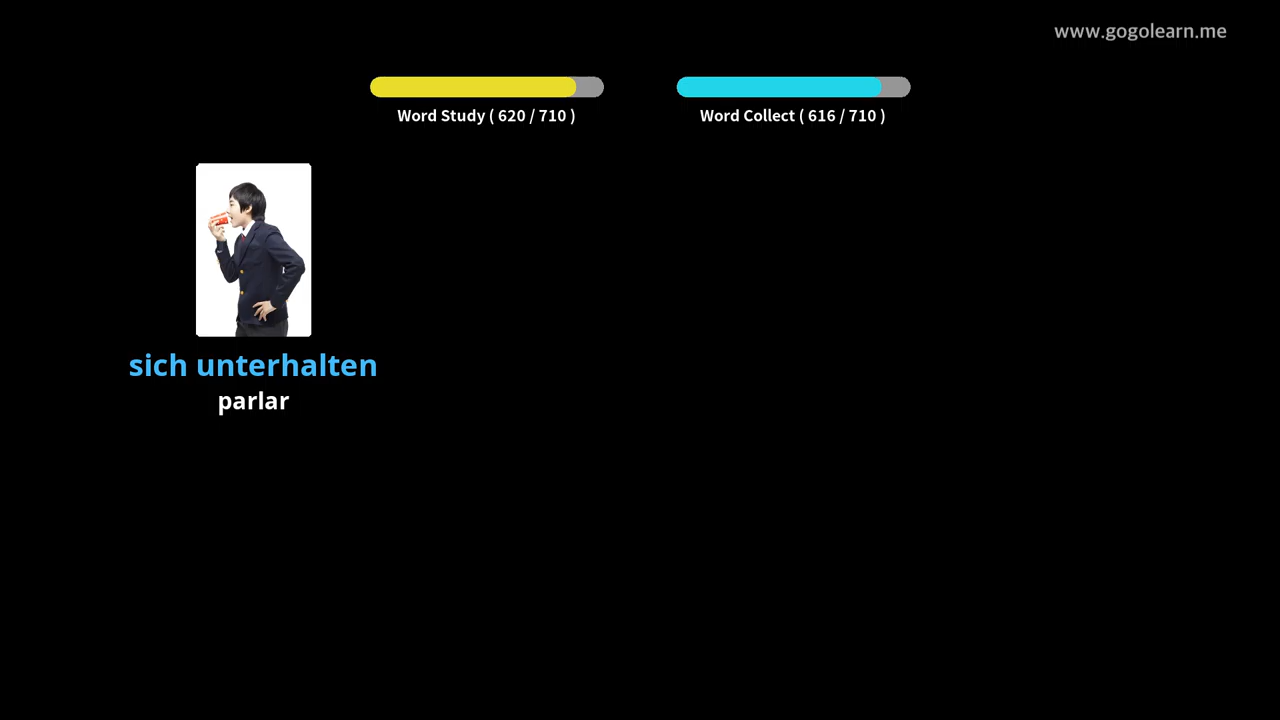 www.gogolearn.me
Word Study ( 620 / 710 )
Word Collect ( 616 / 710 )
sich unterhalten
parlar